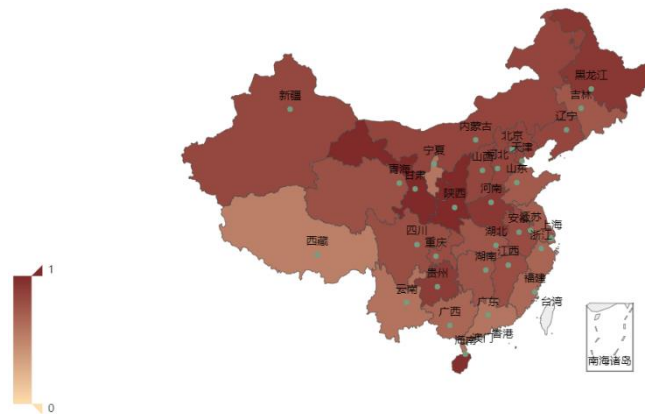 黑龙江
新疆
吉林
辽宁
内蒙古
北京
天津
宁夏
山西
河北
青海
甘肃
山东
陕西
河南
安徽
江苏
上海
四川
湖北
浙江
重庆
西藏
湖南
江西
贵州
福建
云南
广东
台湾
广西
香港
海南
澳门
南海诸岛
1
0